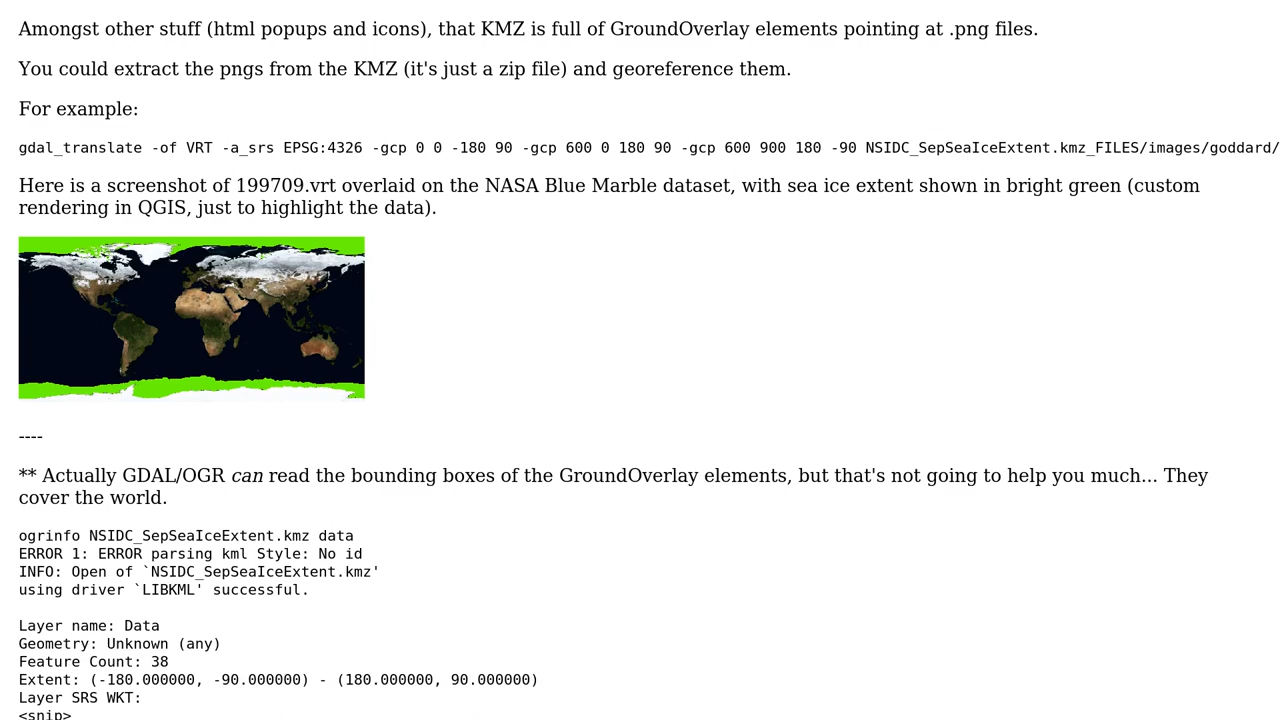 Amongst other stuff (html popups and icons), that KMZ is full of GroundOverlay elements pointing at .png files.
You could extract the pngs from the KMZ (it's just a zip file) and georeference them.
For example:
gdal_translate -of VRT -a_srs EPSG:4326 -gcp 0 0 -180 90 -gcp 600 0 180 90 -gcp 600 900 180 -90 NSIDC_SepSeaIceExtent.kmz_FILES/images/goddard/
Here is a screenshot of 199709.vrt overlaid on the NASA Blue Marble dataset, with sea ice extent shown in bright green (custom
rendering in QGIS, just to highlight the data).
----
** Actually GDAL/OGR can read the bounding boxes of the GroundOverlay elements, but that's not going to help you much... They
cover the world.
ogrinfo NSIDC_SepSeaIceExtent.kmz data
ERROR 1: ERROR parsing kml Style: No id
INFO: Open of `NSIDC_SepSeaIceExtent.kmz'
using driver `LIBKML' successful.
Layer name: Data
Geometry: Unknown (any)
Feature Count: 38
Extent: (-180.000000, -90.000000) - (180.000000, 90.000000)
Layer SRS WKT:
<snip>